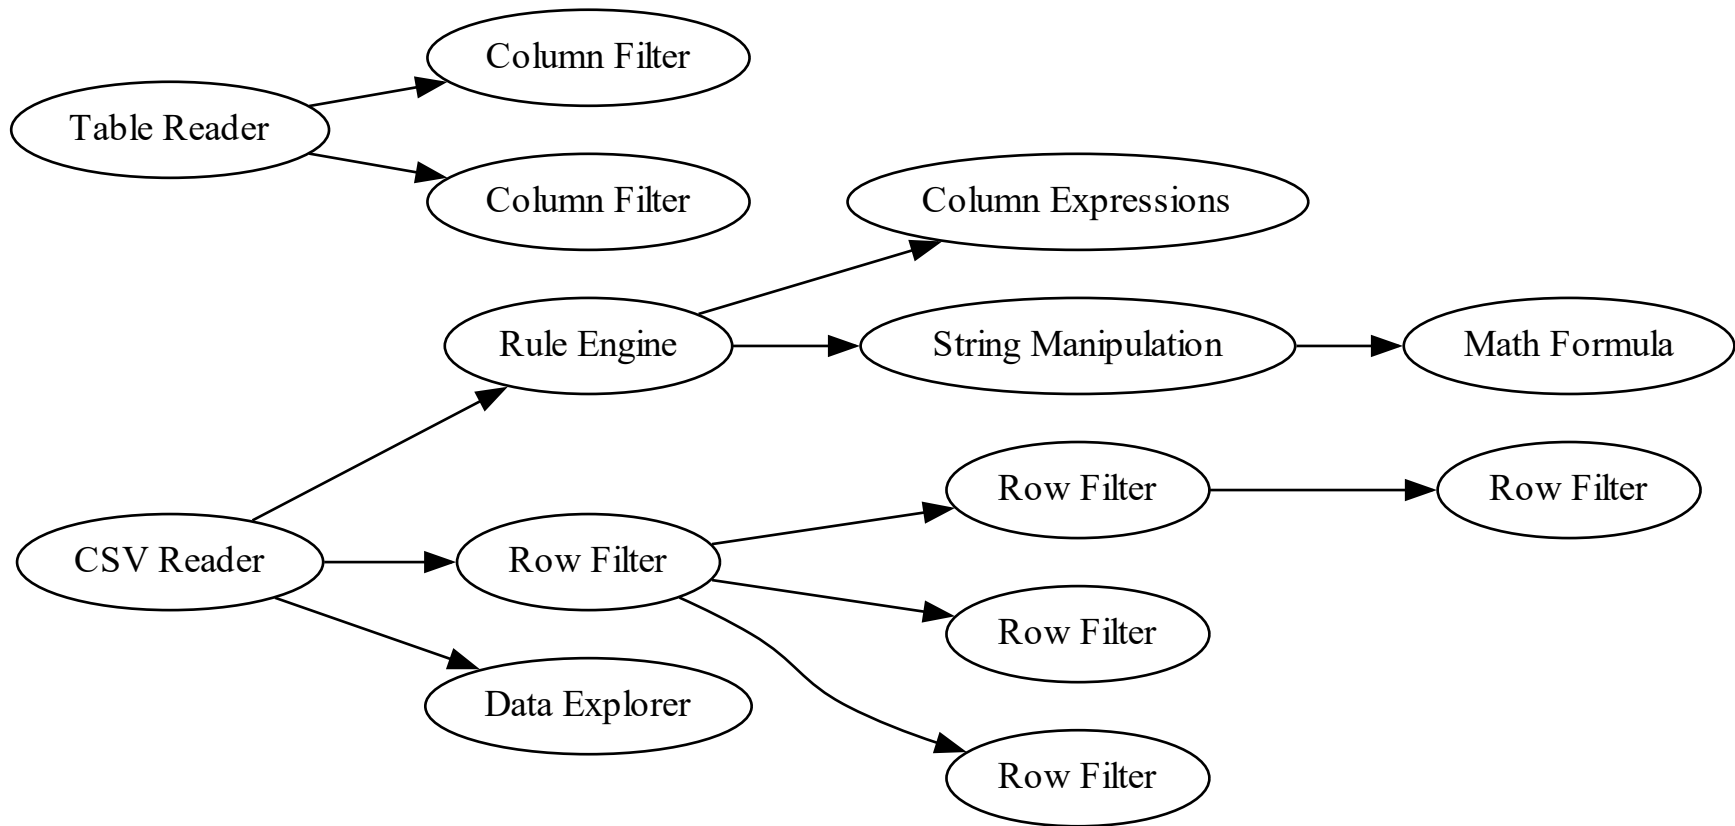 Column Filter
Table Reader
Column Filter
Column Expressions
Rule Engine
String Manipulation
Math Formula
Row Filter
Row Filter
CSV Reader
Row Filter
Row Filter
Data Explorer
Row Filter